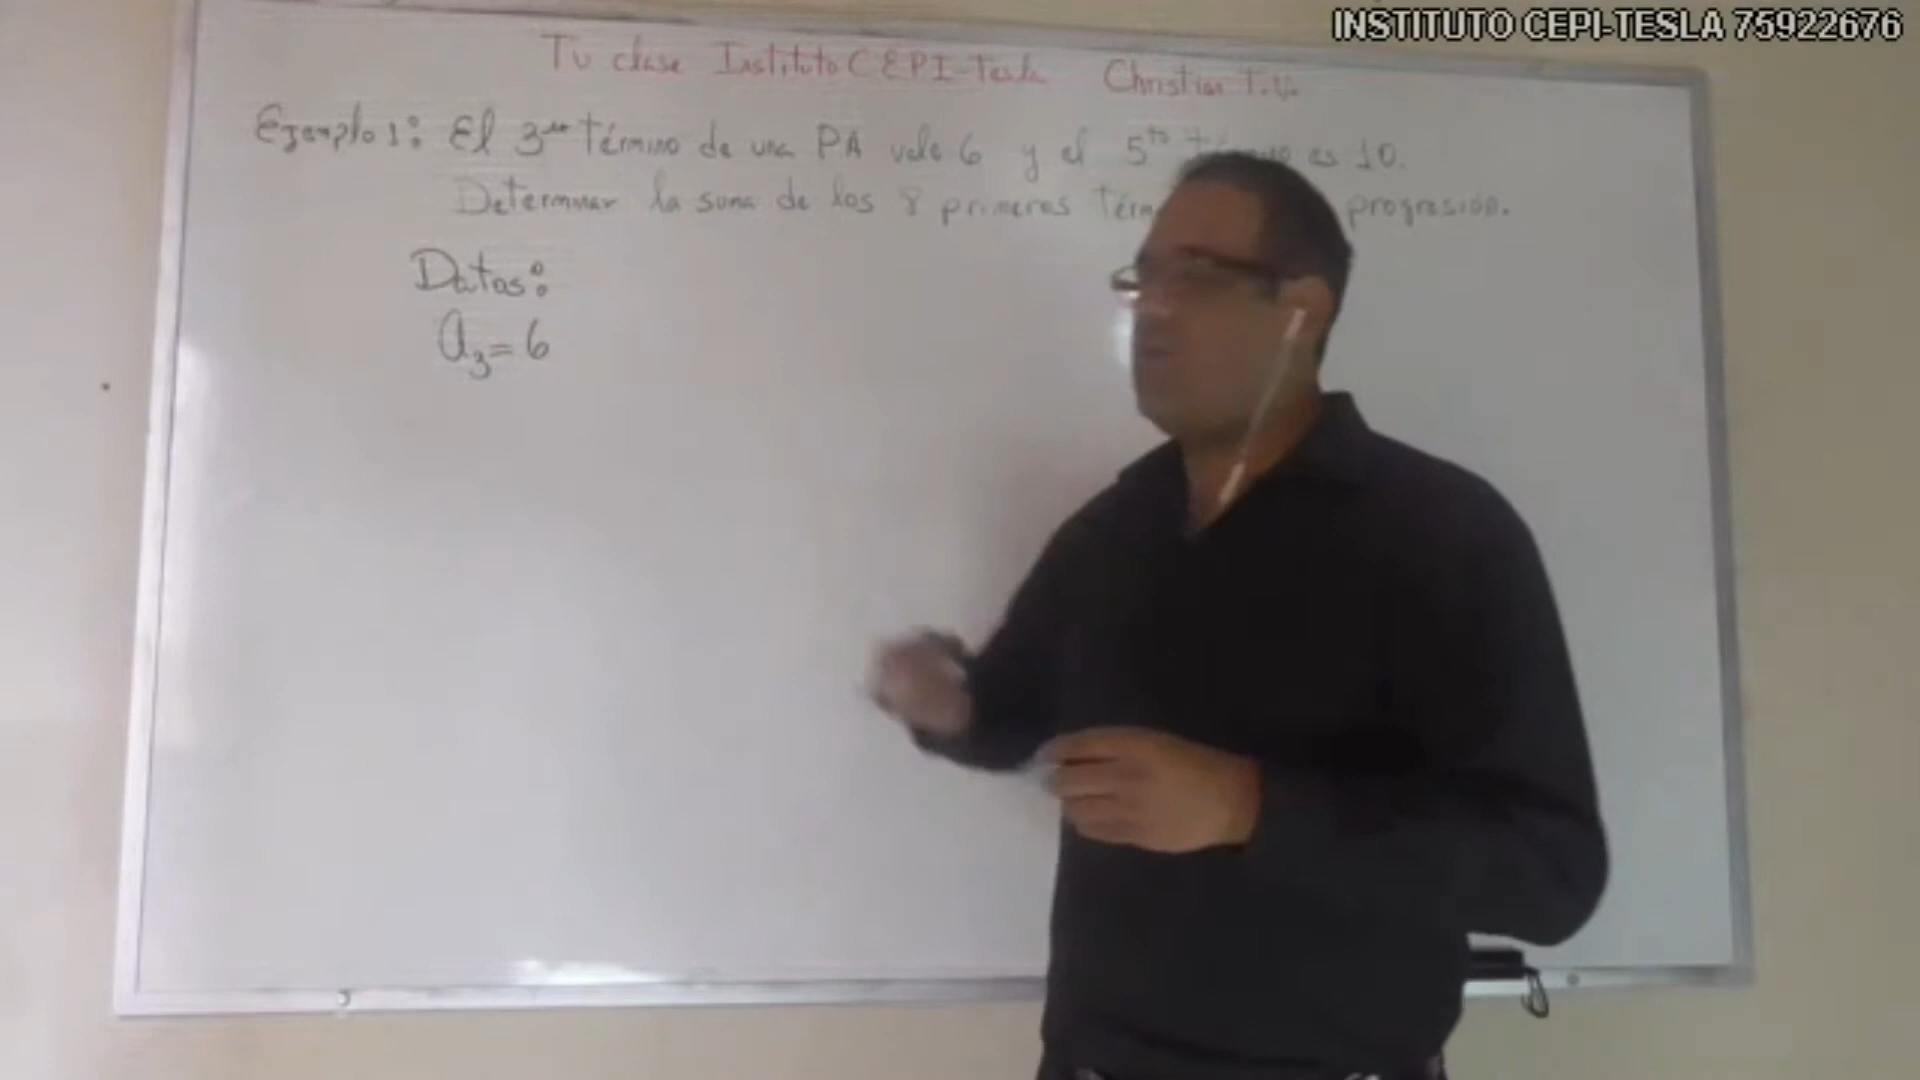 INSTITUTO CEPI-TESLA 75922676
Tu clase Instituto CEPI-Tesla Christian T.
Ejemplo 1: El 3er término de una PA vale 6 y el 5to es 10.
Determinar la suma de los 8 primeros progresión.
Datos:
a₃ = 6